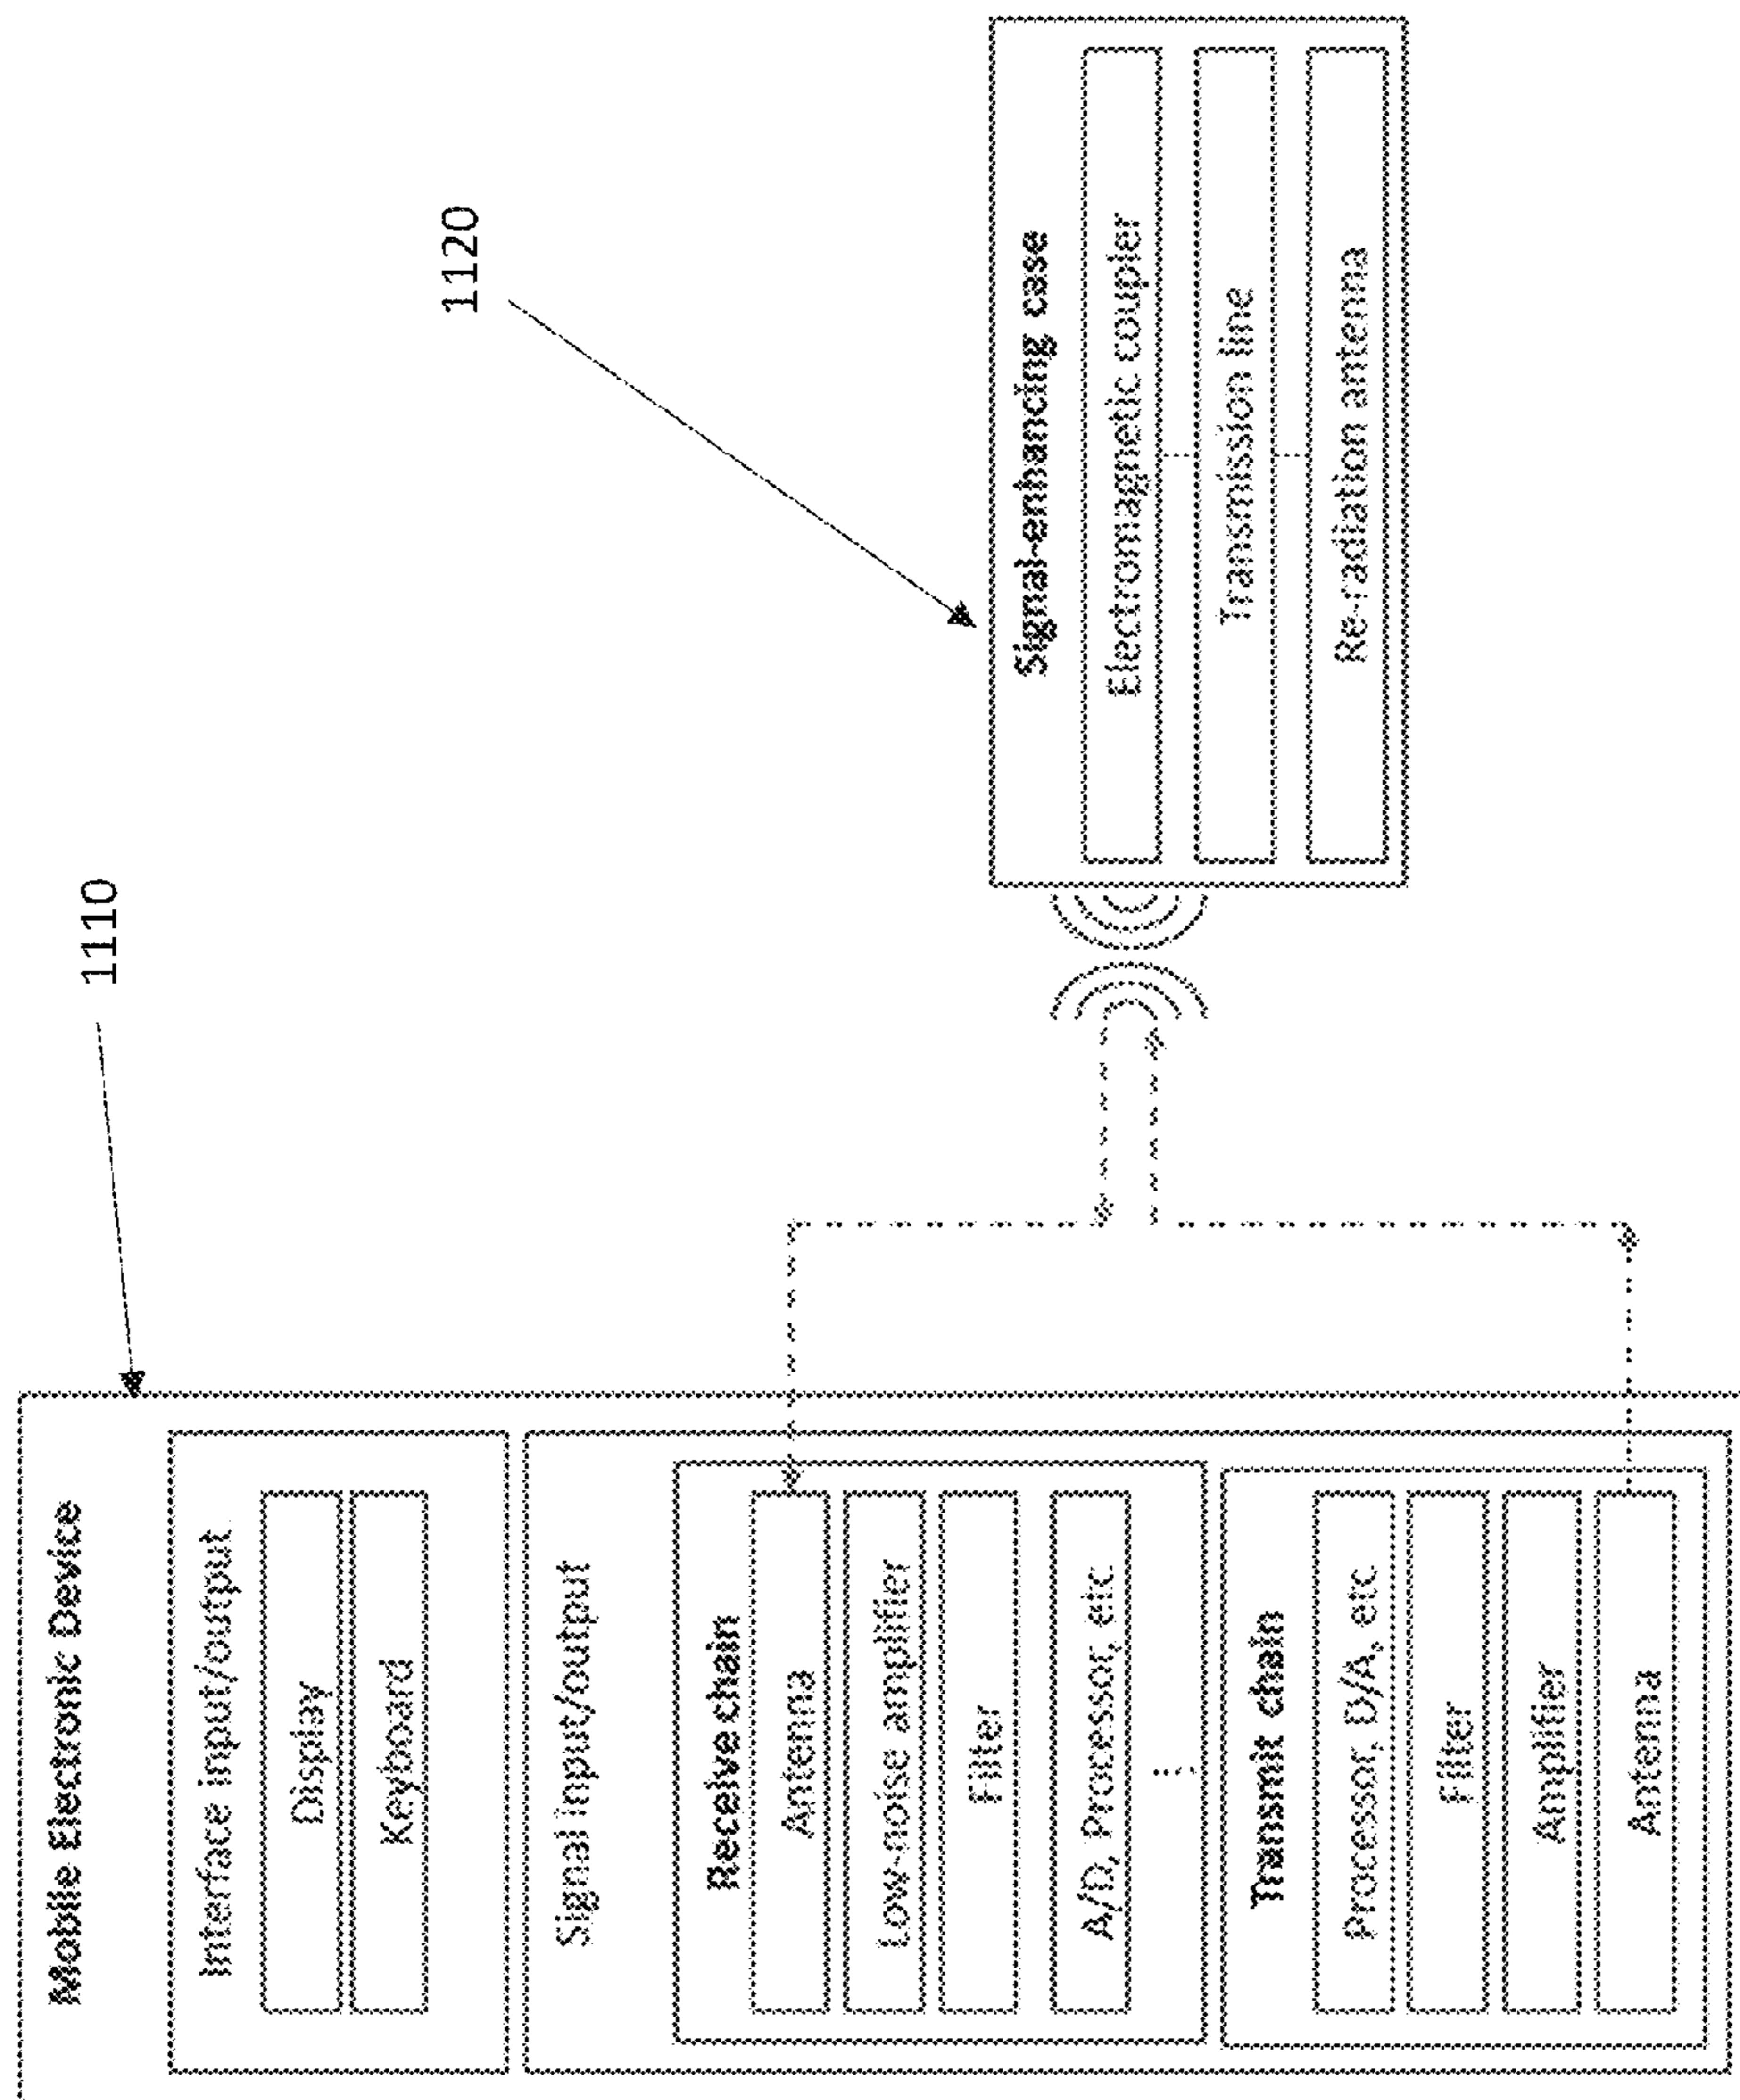 1110
Mobile Electronic Device
Interface input/output
Display
Keyboard
Signal Input/output
Receive chain
Antenna
Low-noise amplifier
Filter
A/D, Processor, etc
Transmit chain
Processor, D/A, etc
Filter
Amplifier
Antenna
1120
Signal-enhancing case
Electromagnetic coupler
Transmission line
Re-radiation antenna